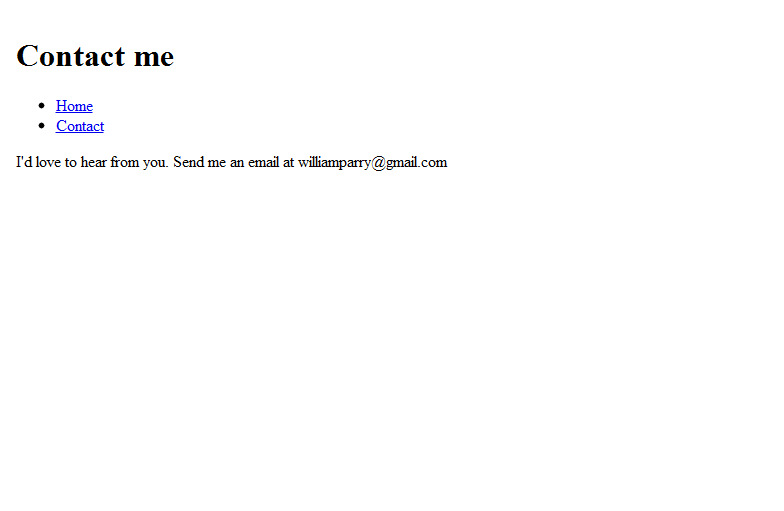 Contact me
Home
Contact
I'd love to hear from you. Send me an email at williamparry@gmail.com